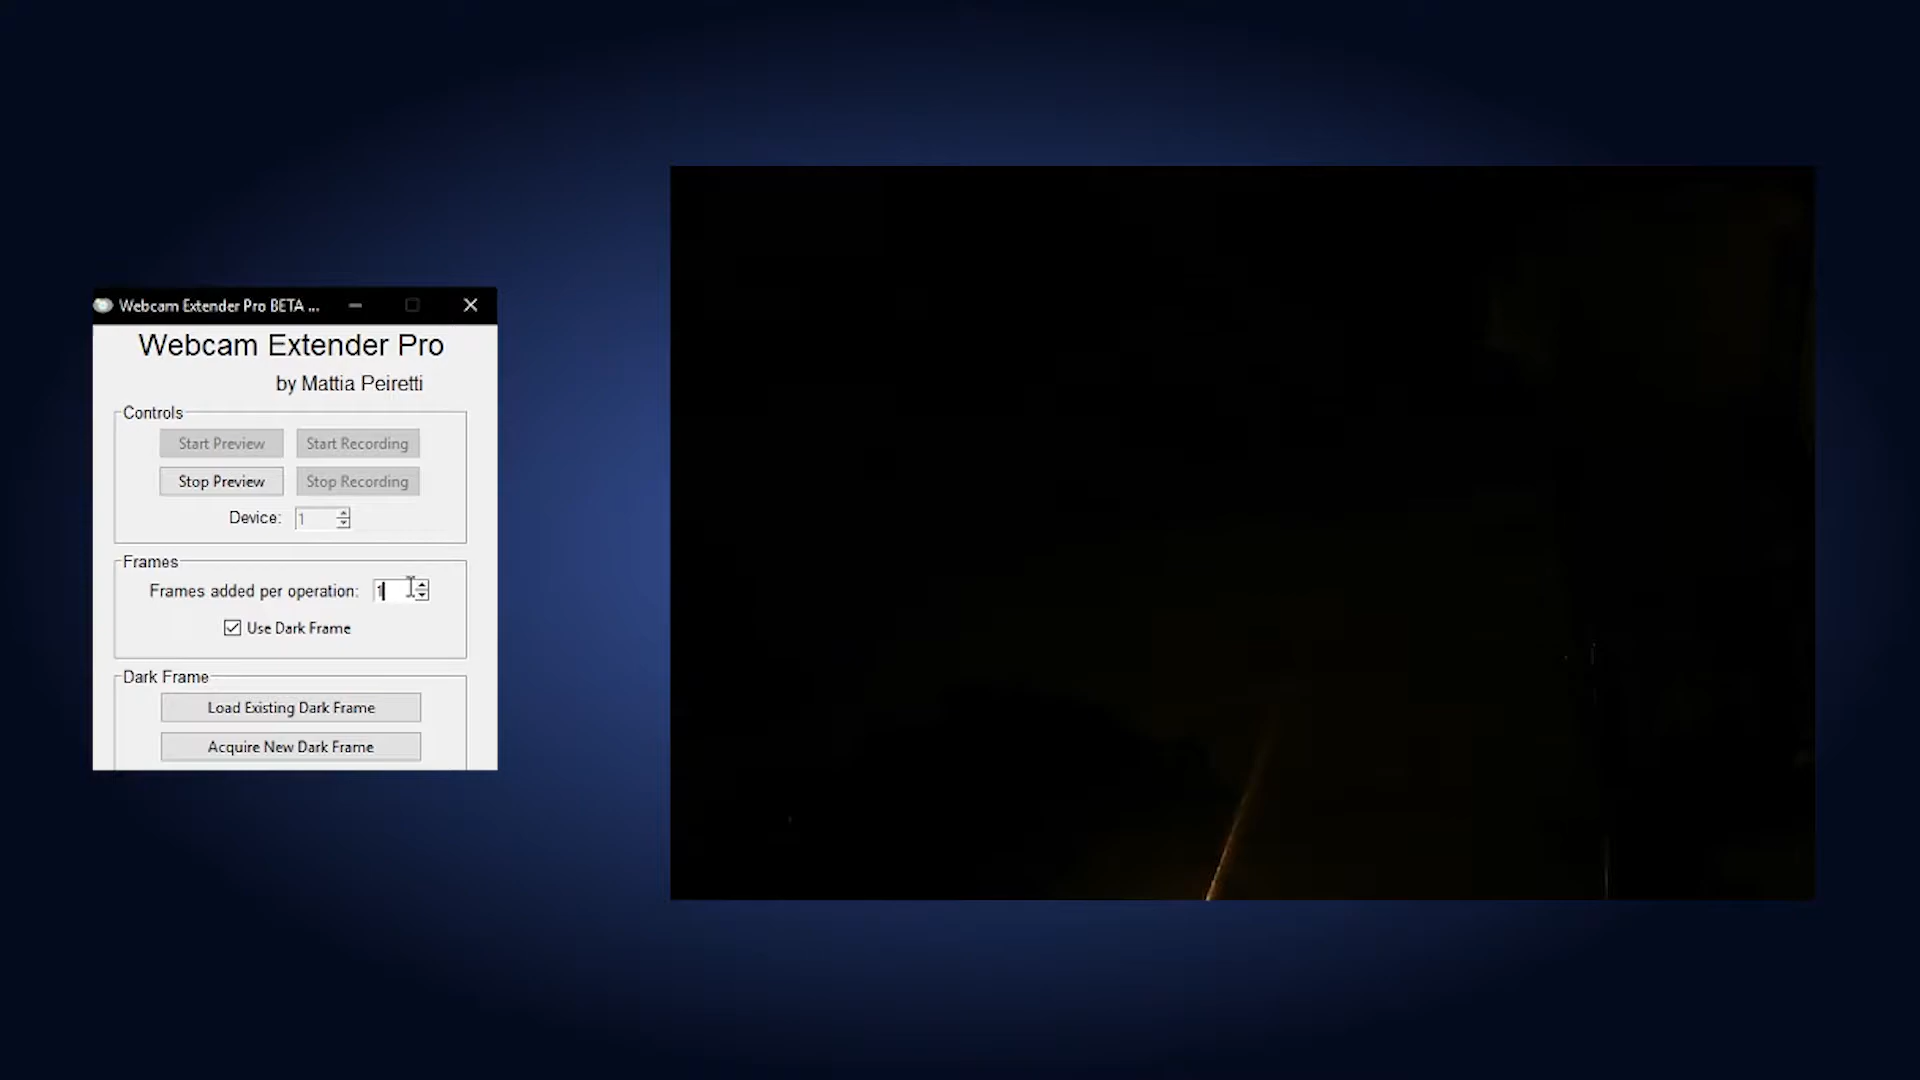 Webcam Extender Pro BETA ...
Webcam Extender Pro
by Mattia Peiretti
Controls
Start Preview Start Recording
Stop Preview Stop Recording
Device: 1
Frames
Frames added per operation: 1
Use Dark Frame
Dark Frame
Load Existing Dark Frame
Acquire New Dark Frame